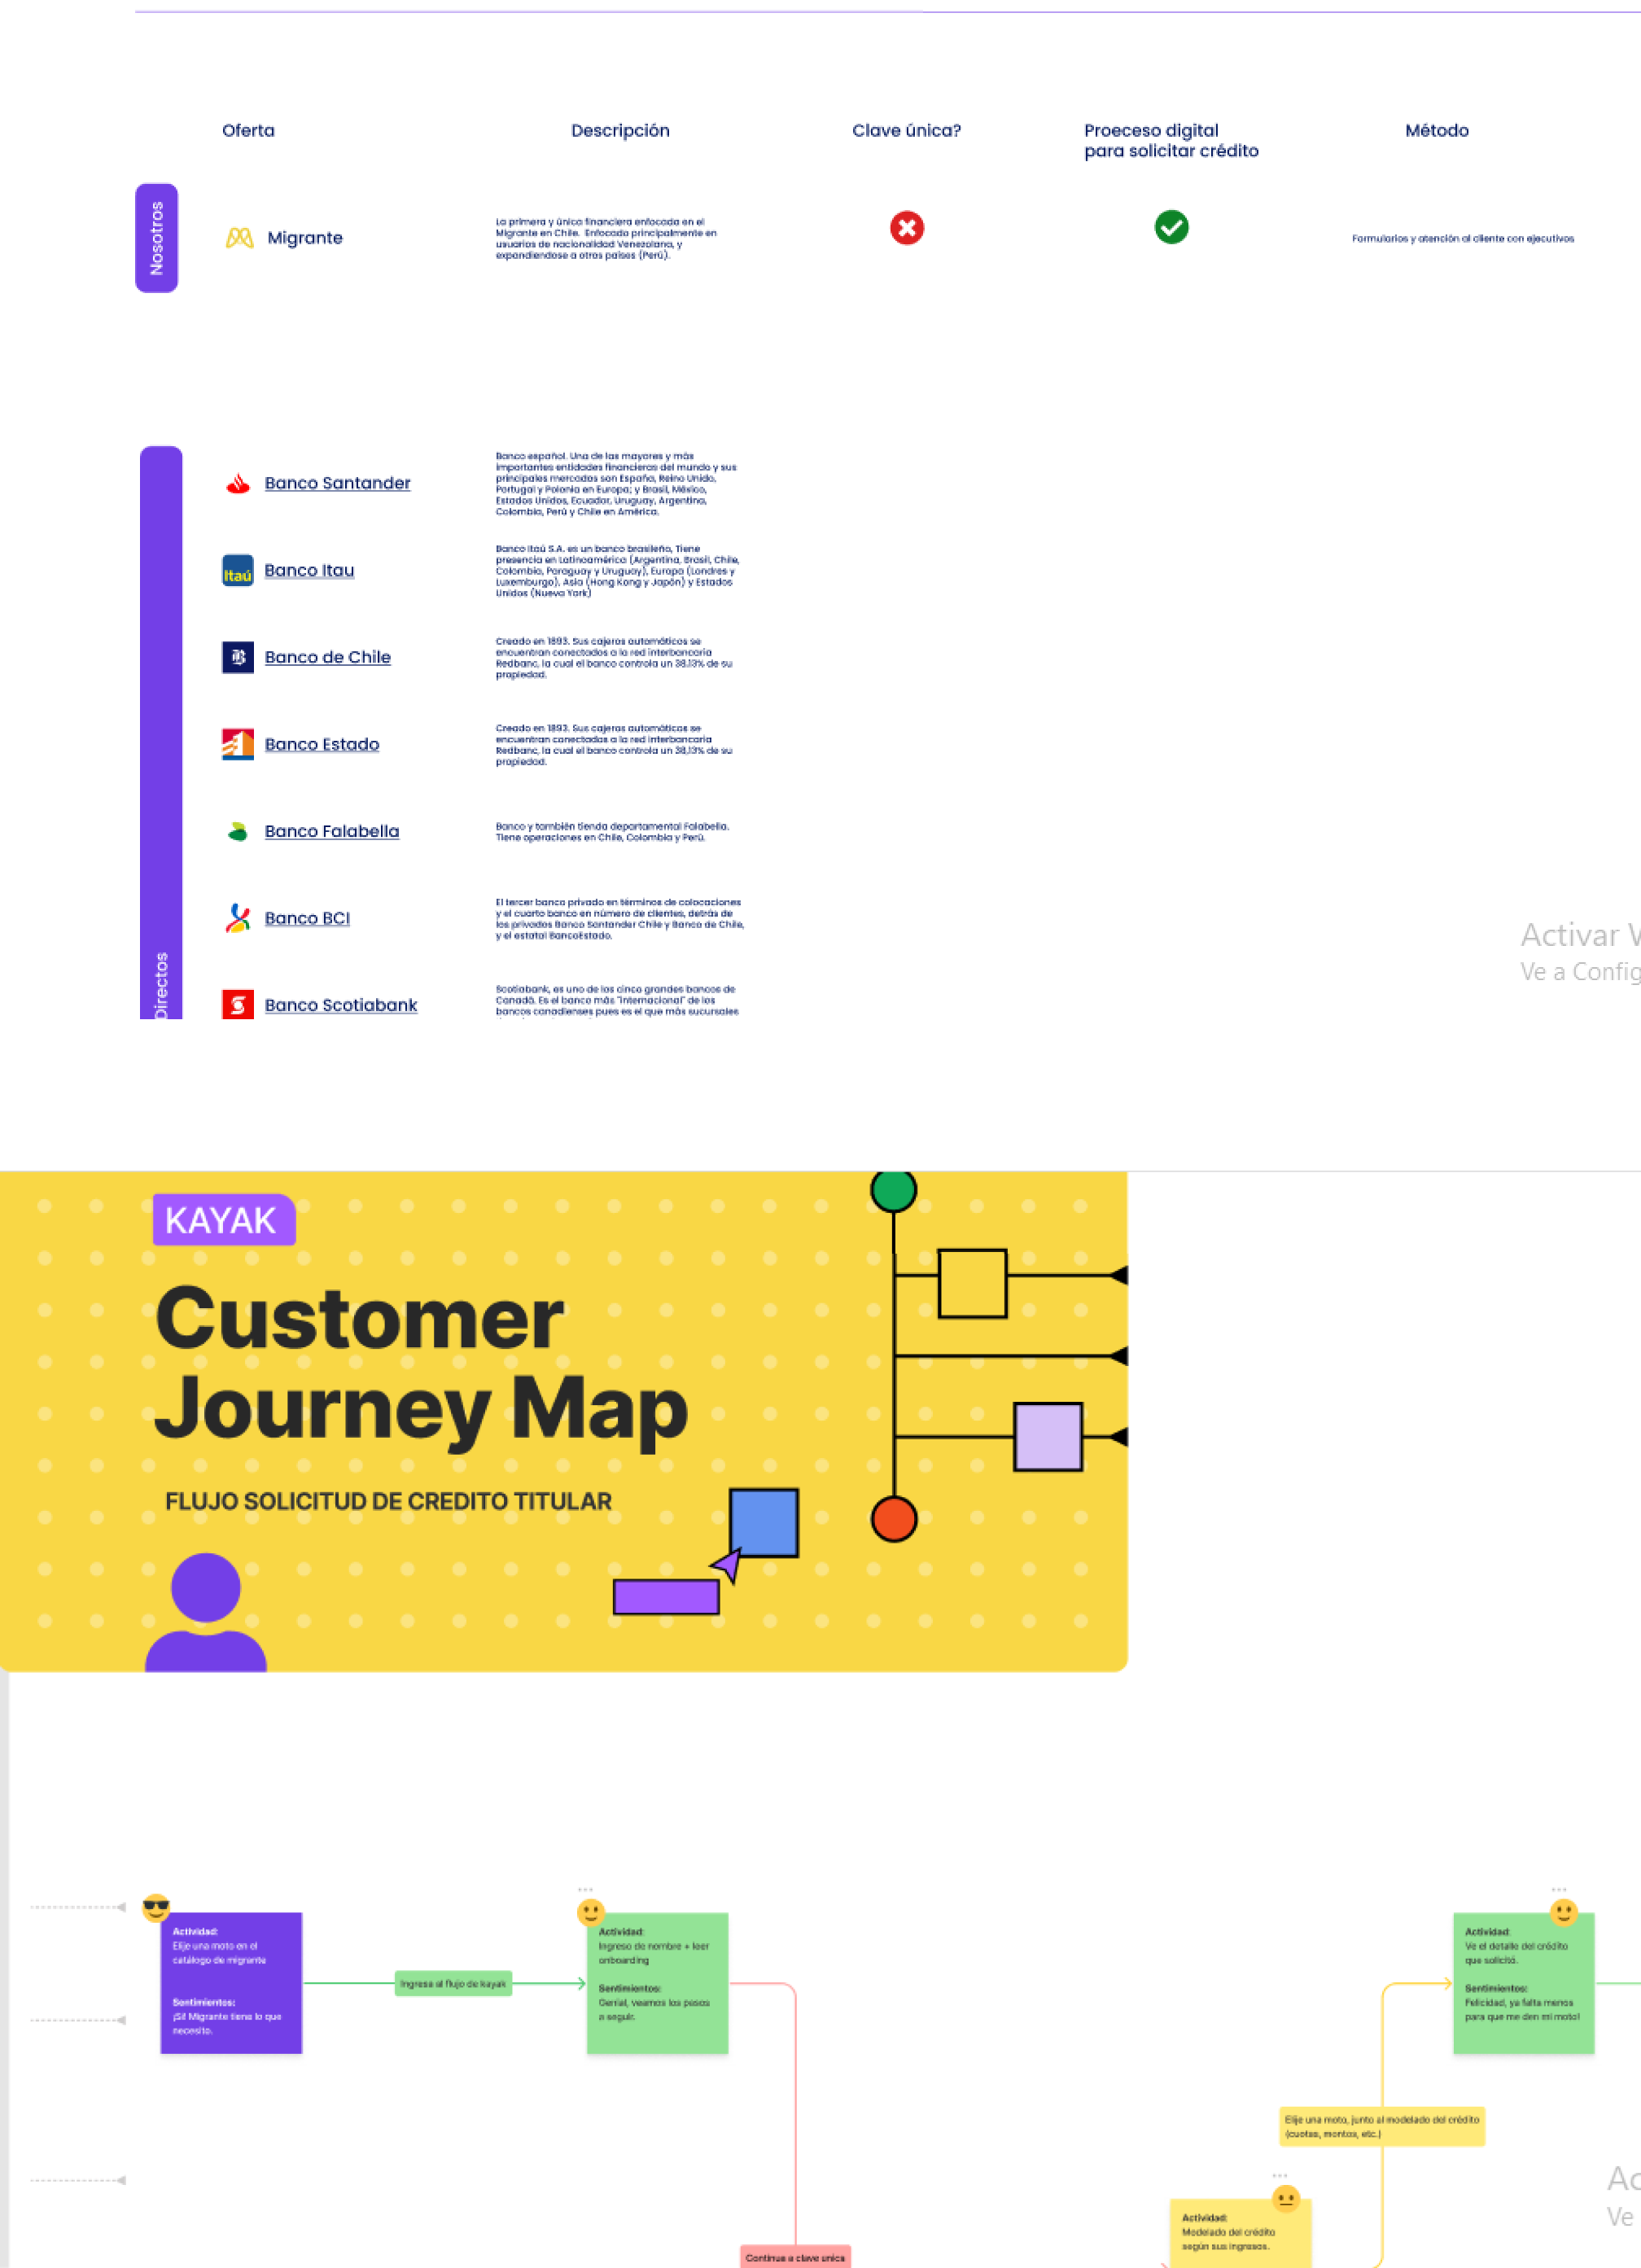 Oferta
Descripción
Clave única?
Proeceso digital
para solicitar crédito
Método
Nosotros
Migrante
La primera y única financiera enfocada en el
Migrante en Chile. Enfocada principalmente en
usuarios de nacionalidad Venezolana, y
expandiendose a otros países (Perú).
Formularios y atención al cliente con ejecutivos
Directos
Banco Santander
Banco español. Una de las mayores y más
importantes entidades financieras del mundo y sus
principales mercados son España, Reino Unido,
Portugal y Polonia en Europa; y Brasil, México,
Estados Unidos, Ecuador, Uruguay, Argentina,
Colombia, Perú y Chile en América.
Itaú
Banco Itau
Banco Itaú S.A. es un banco brasileño, Tiene
presencia en Latinoamérica (Argentina, Brasil, Chile,
Colombia, Paraguay y Uruguay), Europa (Londres y
Luxemburgo), Asia (Hong Kong y Japón) y Estados
Unidos (Nueva York)
Banco de Chile
Creado en 1893. Sus cajeros automáticos se
encuentran conectados a la red interbancaria
Redbanc, la cual el banco controla un 38,13% de su
propiedad.
Banco Estado
Creado en 1893. Sus cajeros automáticos se
encuentran conectados a la red interbancaria
Redbanc, la cual el banco controla un 38,13% de su
propiedad.
Banco Falabella
Banco y también tienda departamental Falabella.
Tiene operaciones en Chile, Colombia y Perú.
Banco BCI
El tercer banco privado en términos de colocaciones
y el cuarto banco en número de clientes, detrás de
los privados Banco Santander Chile y Banco de Chile,
y el estatal BancoEstado.
Activar
Ve a Config
Banco Scotiabank
Scotiabank, es uno de los cinco grandes bancos de
Canadá. Es el banco más "internacional" de los
bancos canadienses pues es el que más sucursales
KAYAK
Customer
Journey Map
FLUJO SOLICITUD DE CREDITO TITULAR
Actividad:
Elije una moto en el
catálogo de migrante
Sentimientos:
¡Si! Migrante tiene lo que
necesito.
Ingresa al flujo de kayak
Actividad:
Ingreso de nombre + leer
onboarding
Sentimientos:
Genial, veamos los pasos
a seguir.
Actividad:
Ve el detalle del crédito
que solicitó.
Sentimientos:
Felicidad, ya falta menos
para que me den mi moto!
Elije una moto, junto al modelado del crédito
(cuotas, montos, etc.)
Ac
Ve
Actividad:
Modelado del crédito
según sus ingresos.
Continua a clave unica